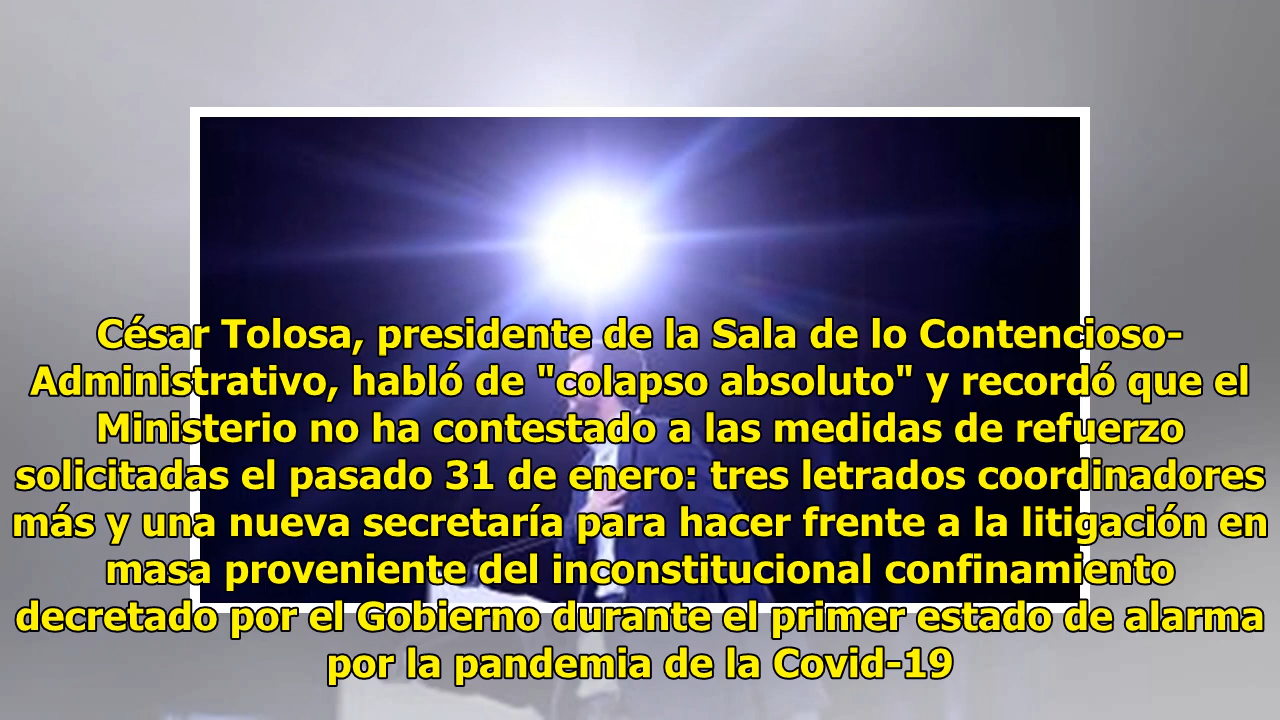 César Tolosa, presidente de la Sala de lo Contencioso-
Administrativo, habló de "colapso absoluto" y recordó que el
Ministerio no ha contestado a las medidas de refuerzo
solicitadas el pasado 31 de enero: tres letrados coordinadores
más y una nueva secretaría para hacer frente a la litigación en
masa proveniente del inconstitucional confinamiento
decretado por el Gobierno durante el primer estado de alarma
por la pandemia de la Covid-19